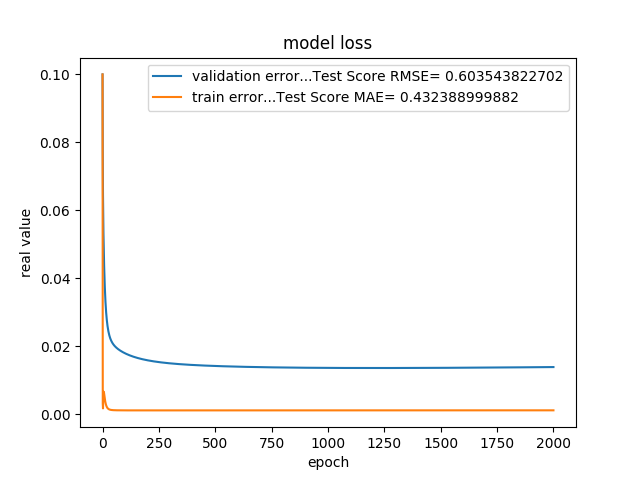 model loss
validation error...Test Score RMSE= 0.603543822702
train error...Test Score MAE= 0.432388999882
real value
0.10
0.08
0.06
0.04
0.02
0.00
0 250 500 750 1000 1250 1500 1750 2000
epoch